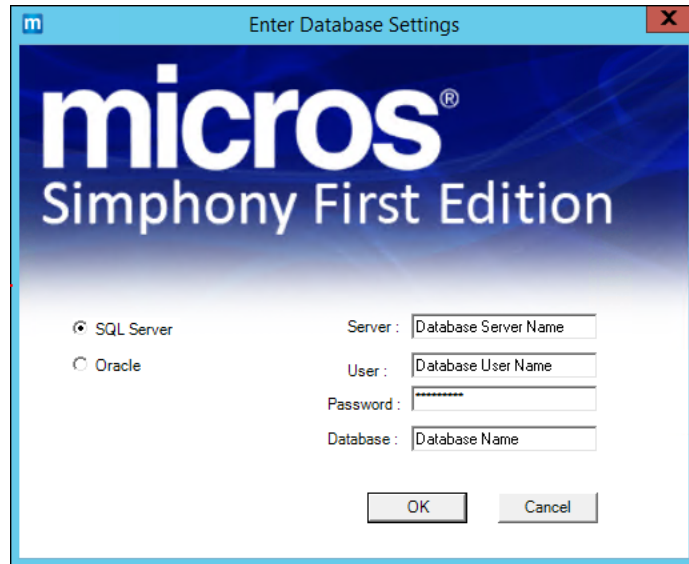 m Enter Database Settings X
micros®
Simphony First Edition
SQL Server Server : Database Server Name
Oracle User : Database User Name
Password : *********
Database : Database Name
OK Cancel